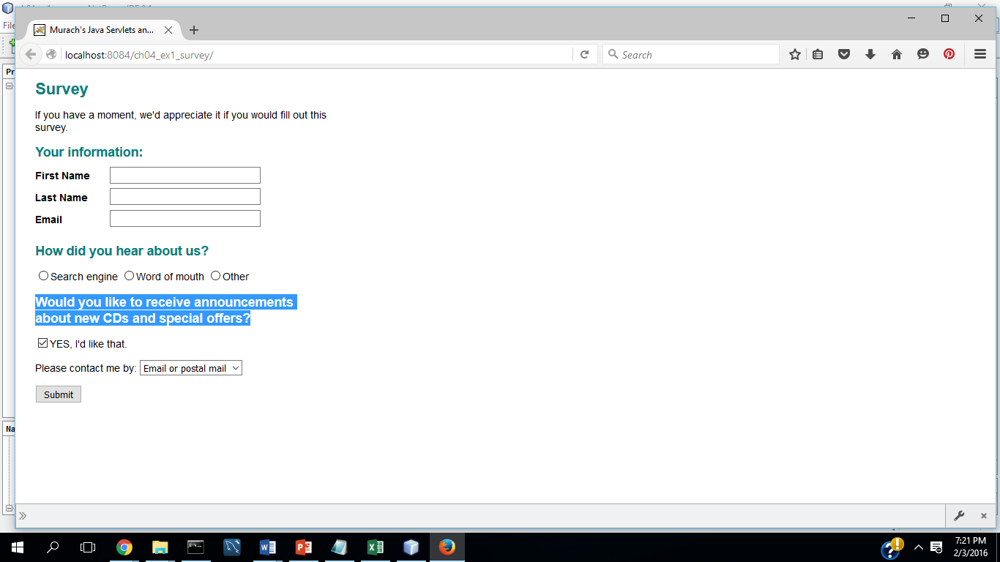 File
Murach's Java Servlets an...
localhost:8084/ch04_ex1_survey/
Search
Pr
Survey
If you have a moment, we'd appreciate it if you would fill out this
survey.
Your information:
First Name
Last Name
Email
How did you hear about us?
Search engine Word of mouth Other
Would you like to receive announcements
about new CDs and special offers?
YES, I'd like that.
Please contact me by: Email or postal mail
Submit
Na
7:21 PM
2/3/2016